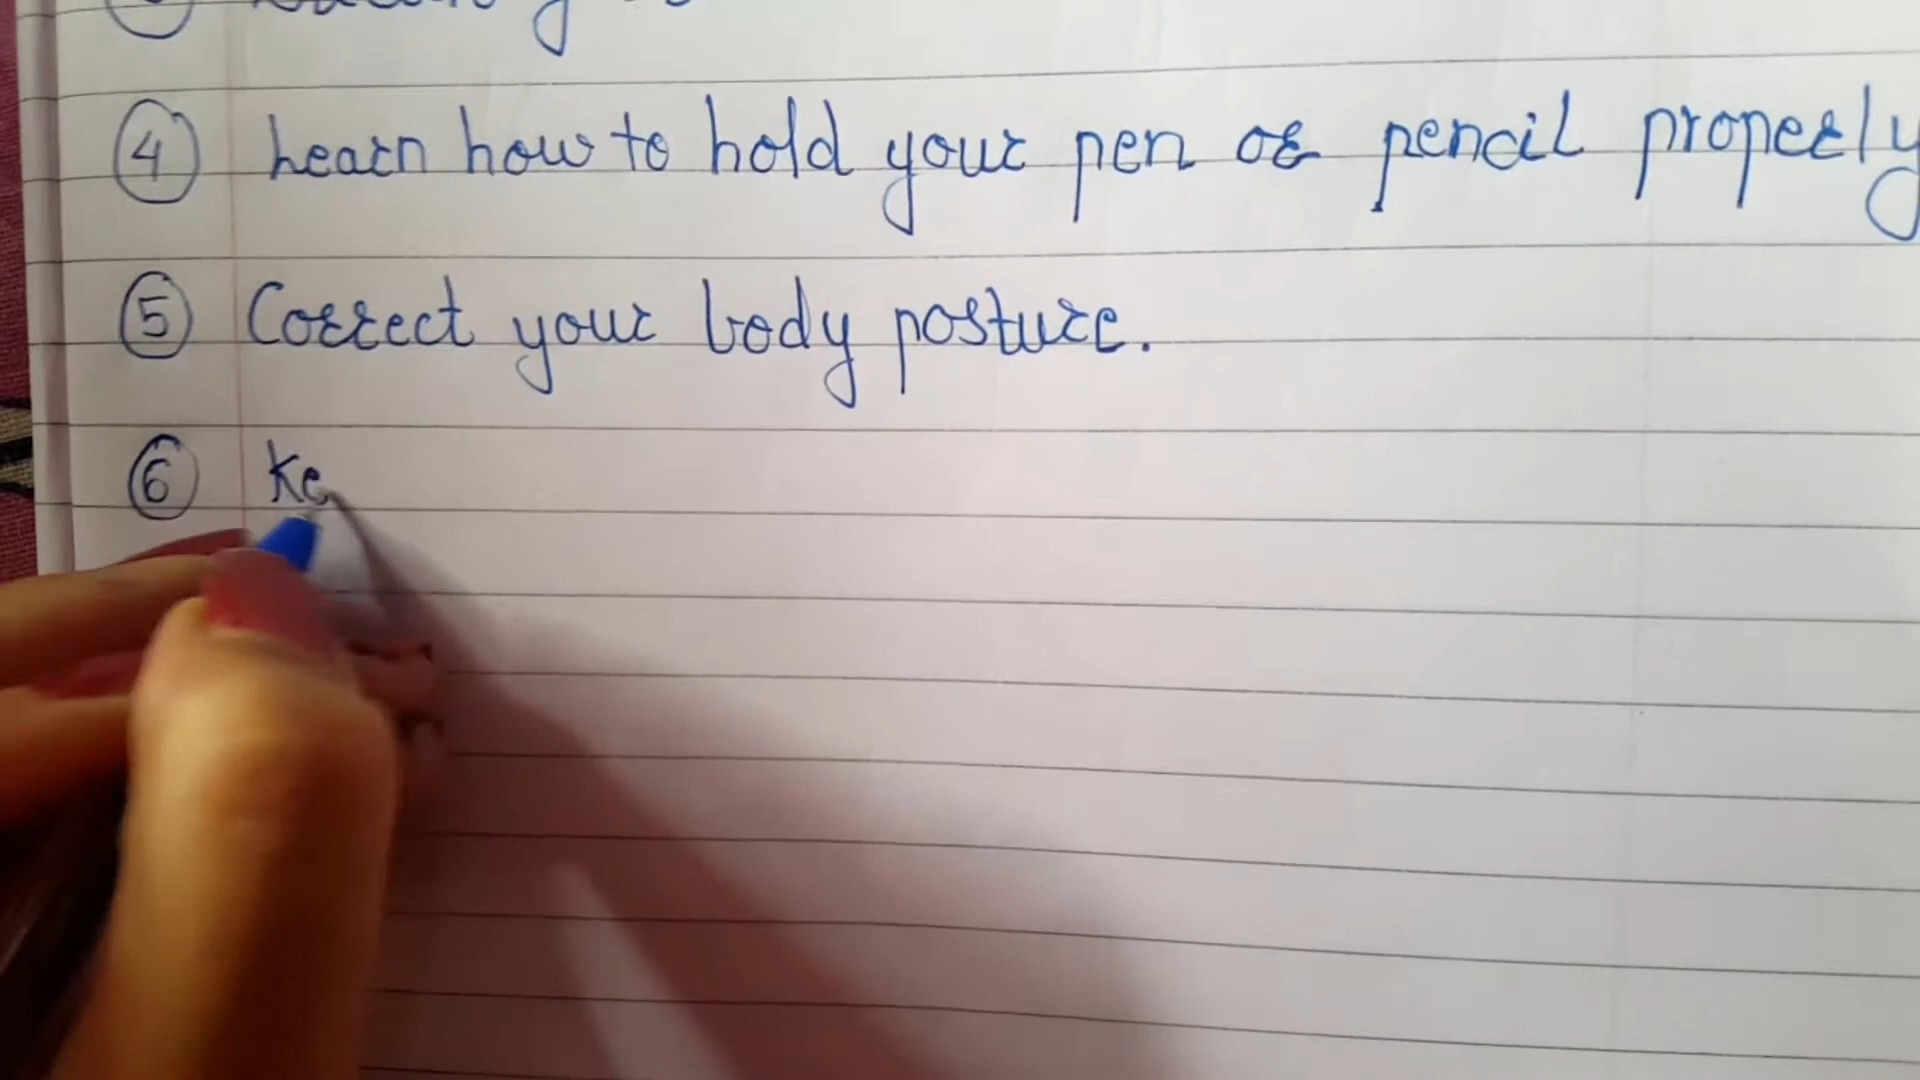 ④ Learn how to hold your pen or pencil properly
⑤ Correct your body posture.
⑥ Ke